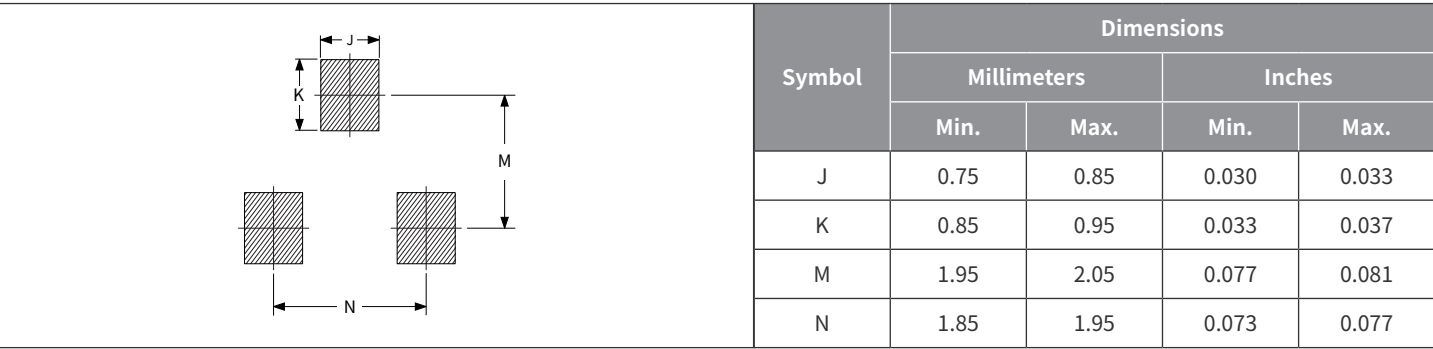 J
K
M
N
Dimensions
Symbol Millimeters Inches
Min. Max. Min. Max.
J 0.75 0.85 0.030 0.033
K 0.85 0.95 0.033 0.037
M 1.95 2.05 0.077 0.081
N 1.85 1.95 0.073 0.077